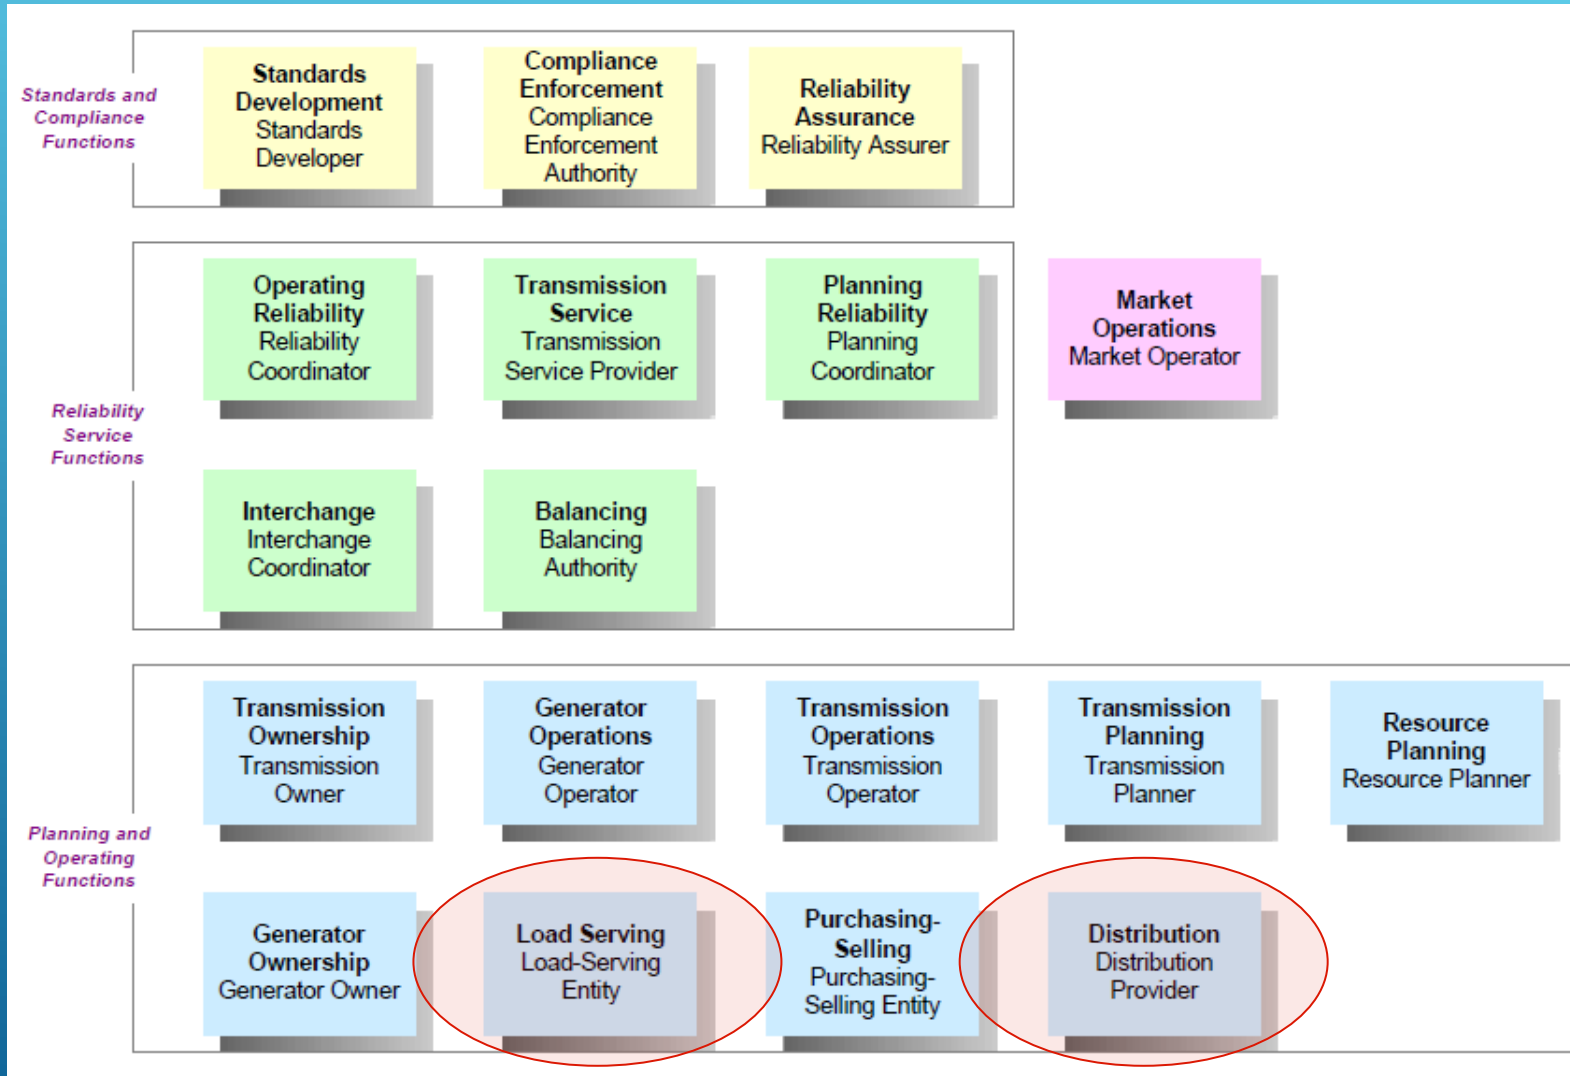 Standards and
Compliance
Functions
Standards
Development
Standards
Developer
Compliance
Enforcement
Compliance
Enforcement
Authority
Reliability
Assurance
Reliability Assurer
Reliability
Service
Functions
Operating
Reliability
Reliability
Coordinator
Transmission
Service
Transmission
Service Provider
Planning
Reliability
Planning
Coordinator
Market
Operations
Market Operator
Interchange
Interchange
Coordinator
Balancing
Balancing
Authority
Planning and
Operating
Functions
Transmission
Ownership
Transmission
Owner
Generator
Operations
Generator
Operator
Transmission
Operations
Transmission
Operator
Transmission
Planning
Transmission
Planner
Resource
Planning
Resource Planner
Generator
Ownership
Generator Owner
Load Serving
Load-Serving
Entity
Purchasing-
Selling
Purchasing-
Selling Entity
Distribution
Distribution
Provider